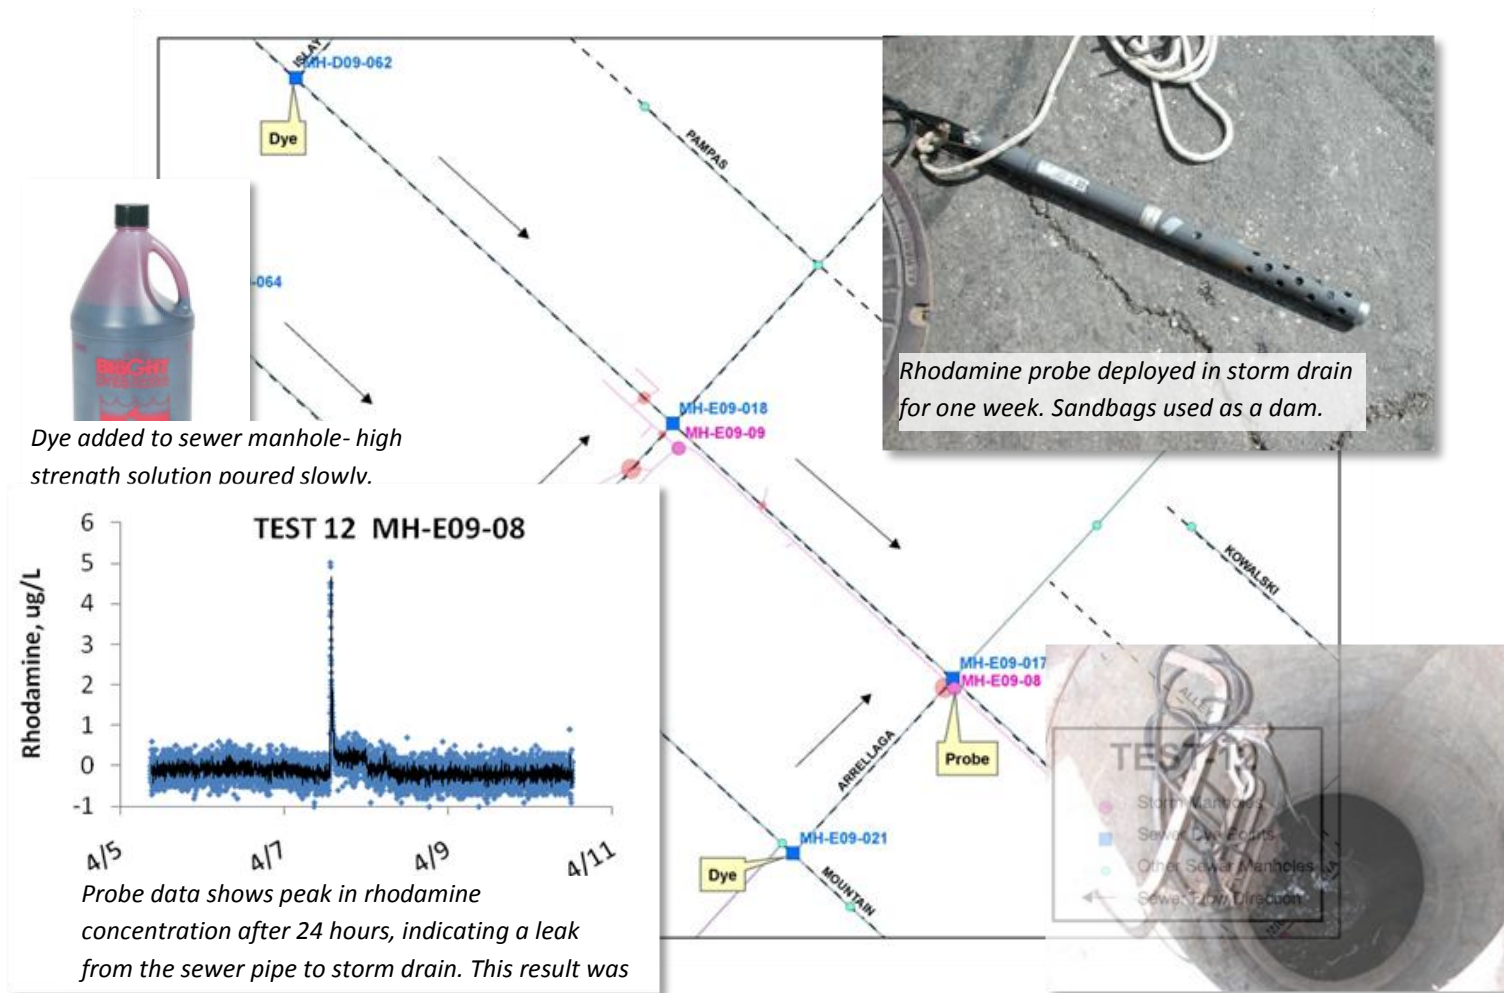 ISLAY
MH-D09-062
Dye
PAMPAS
-064
BRIGHT
DYES
MH-E09-018
MH-E09-09
Rhodamine probe deployed in storm drain
for one week. Sandbags used as a dam.
Dye added to sewer manhole- high
strength solution poured slowly.
TEST 12 MH-E09-08
Rhodamine, ug/L
6
5
4
3
2
1
0
-1
4/5
4/7
4/9
4/11
Probe data shows peak in rhodamine
concentration after 24 hours, indicating a leak
from the sewer pipe to storm drain. This result was
KOWALSKI
MH-E09-017
MH-E09-08
Probe
ARRELLAGA
MH-E09-021
Dye
MOUNTAIN
ALLEY
TEST 12
Storm Manholes
Sewer Dye Points
Other Sewer Manholes
Sewer Flow Direction